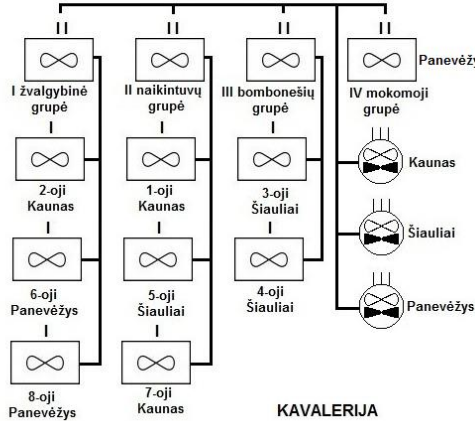 Panevėžy
I žvalgybinė grupė
II naikintuvų grupė
III bombonešių grupė
IV mokomoji grupė
2-oji
Kaunas
1-oji
Kaunas
3-oji
Šiauliai
Kaunas
6-oji
Panevėžys
5-oji
Šiauliai
4-oji
Šiauliai
Šiauliai
8-oji
Panevėžys
7-oji
Kaunas
Panevėžys
KAVALERIJA